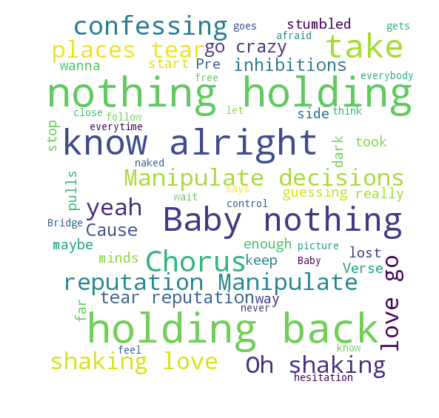 confessing goes stumbled afraid gets
places tear go crazy take
wanna start Pre inhibitions
free everybody
nothing holding
close follow let side think
stop everytime
know alright dark took
naked
pulls Manipulate decisions
wait says guessing really
yeah control
Bridge Cause Baby nothing
maybe enough picture lost
minds Chorus keep Baby Verse
reputation Manipulate love go
far tear reputation way
never
holding back
feel know
shaking love Oh shaking
hesitation